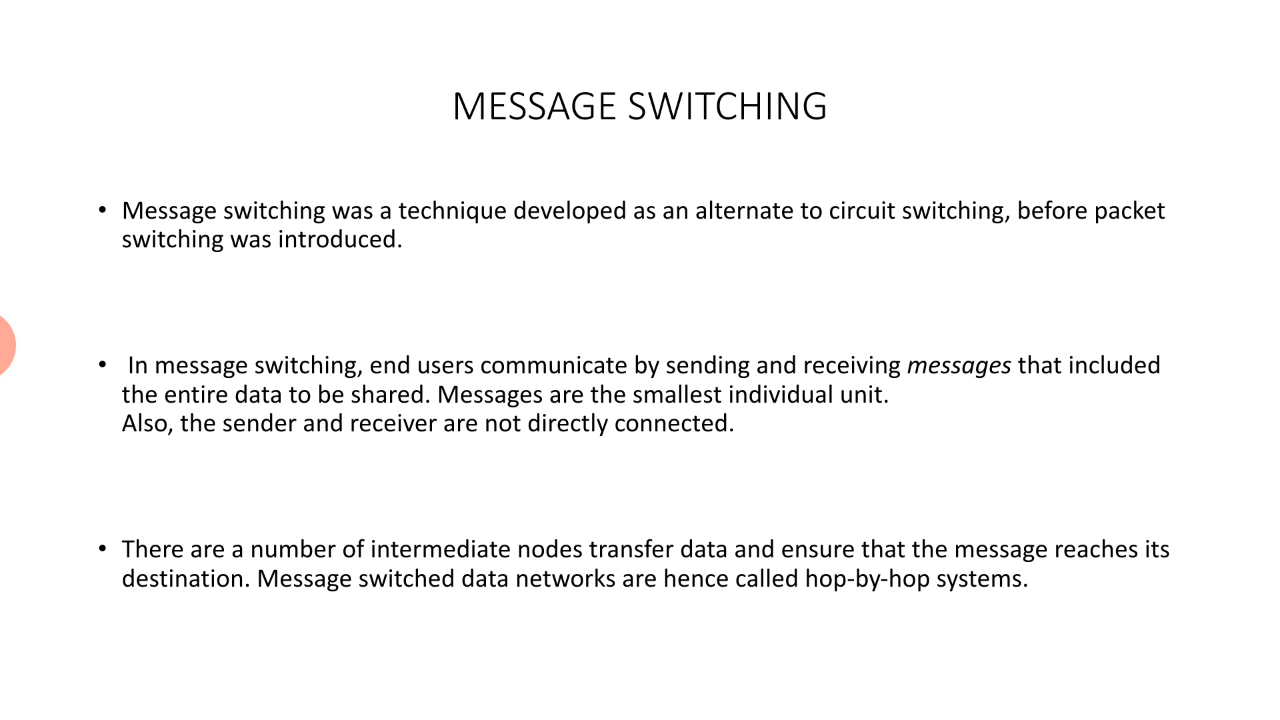 MESSAGE SWITCHING
• Message switching was a technique developed as an alternate to circuit switching, before packet
switching was introduced.
• In message switching, end users communicate by sending and receiving messages that included
the entire data to be shared. Messages are the smallest individual unit.
Also, the sender and receiver are not directly connected.
• There are a number of intermediate nodes transfer data and ensure that the message reaches its
destination. Message switched data networks are hence called hop-by-hop systems.